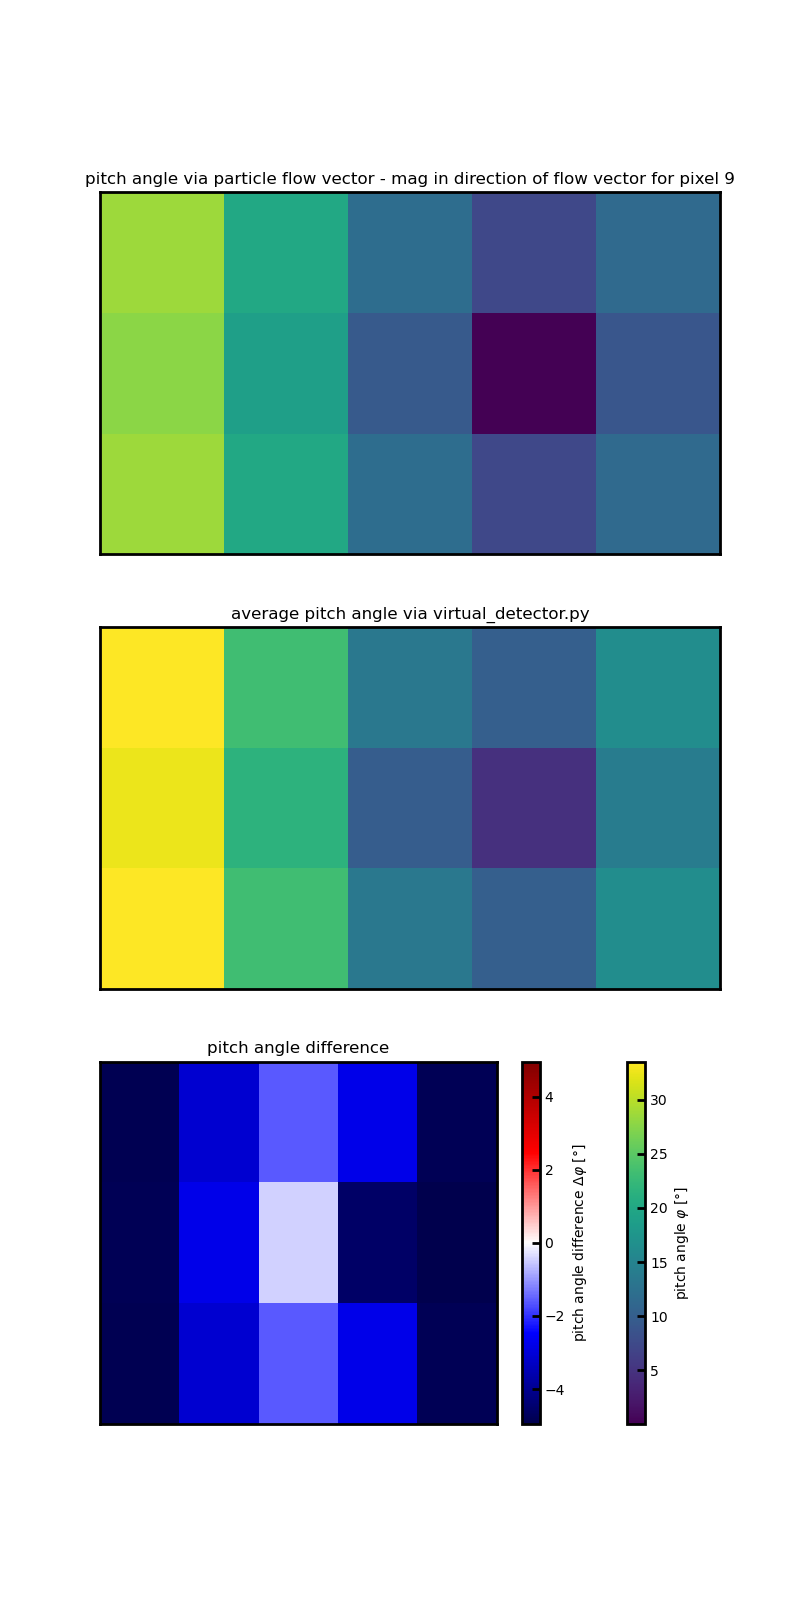 pitch angle via particle flow vector - mag in direction of flow vector for pixel 9
average pitch angle via virtual_detector.py
pitch angle difference
4
2
0
−2
−4
pitch angle difference Δφ [°]
30
25
20
15
10
5
pitch angle φ [°]